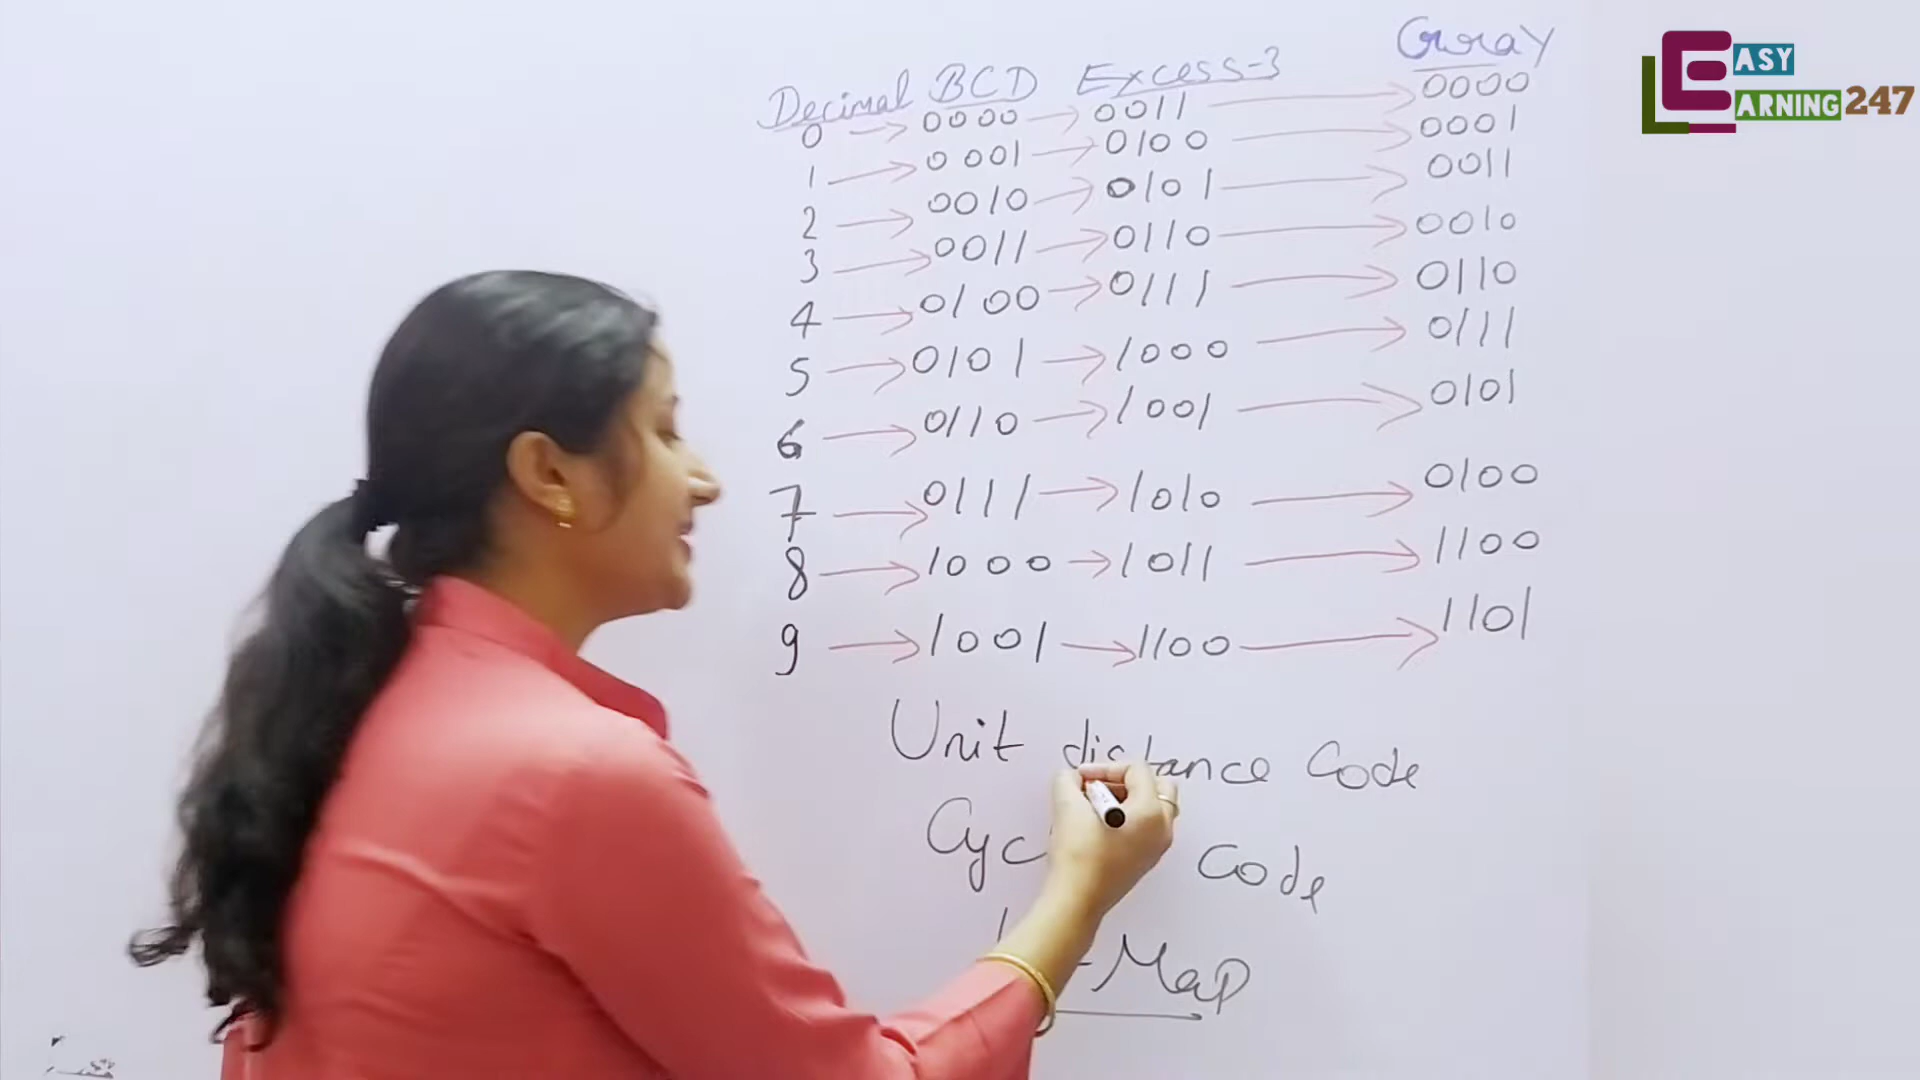 Decimal BCD Excess-3 Gray
0 → 0000 → 0011 → 0000
1 → 0001 → 0100 → 0001
2 → 0010 → 0101 → 0011
3 → 0011 → 0110 → 0010
4 → 0100 → 0111 → 0110
5 → 0101 → 1000 → 0111
6 → 0110 → 1001 → 0101
7 → 0111 → 1010 → 0100
8 → 1000 → 1011 → 1100
9 → 1001 → 1100 → 1101
Unit distance Code
Code
Map
EASY
LEARNING 247